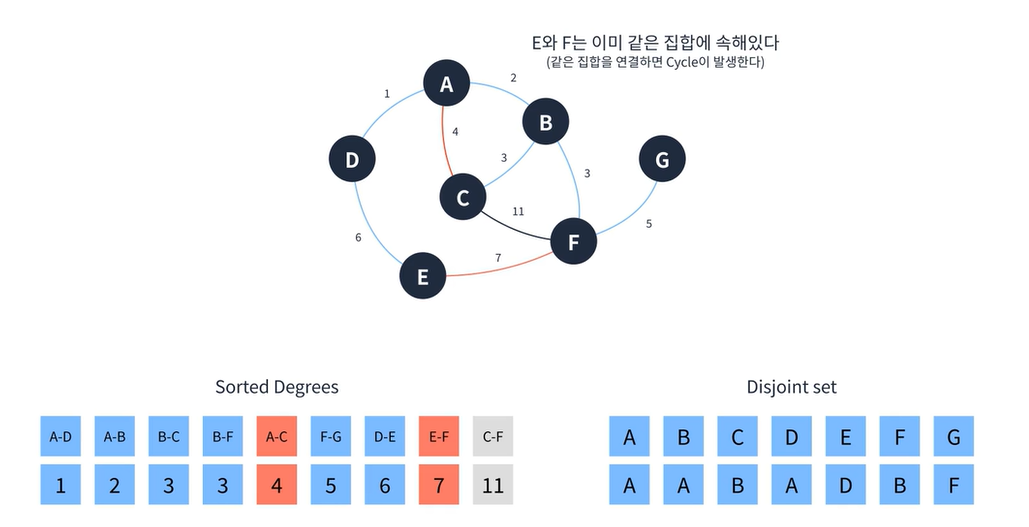 E와 F는 이미 같은 집합에 속해있다
(같은 집합을 연결하면 Cycle이 발생한다)
A
2
1
B
4
D
3
G
3
C
11
5
F
6
7
E
Sorted Degrees
Disjoint set
A-D A-B B-C B-F A-C F-G D-E E-F C-F
1 2 3 3 4 5 6 7 11
A B C D E F G
A A B A D B F